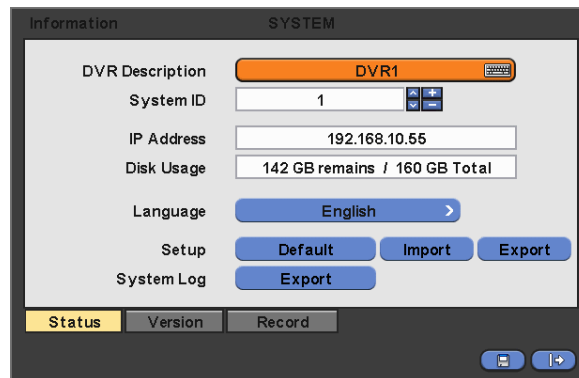 Information SYSTEM
DVR Description DVR1
System ID 1
IP Address 192.168.10.55
Disk Usage 142 GB remains / 160 GB Total
Language English
Setup Default Import Export
System Log Export
Status Version Record